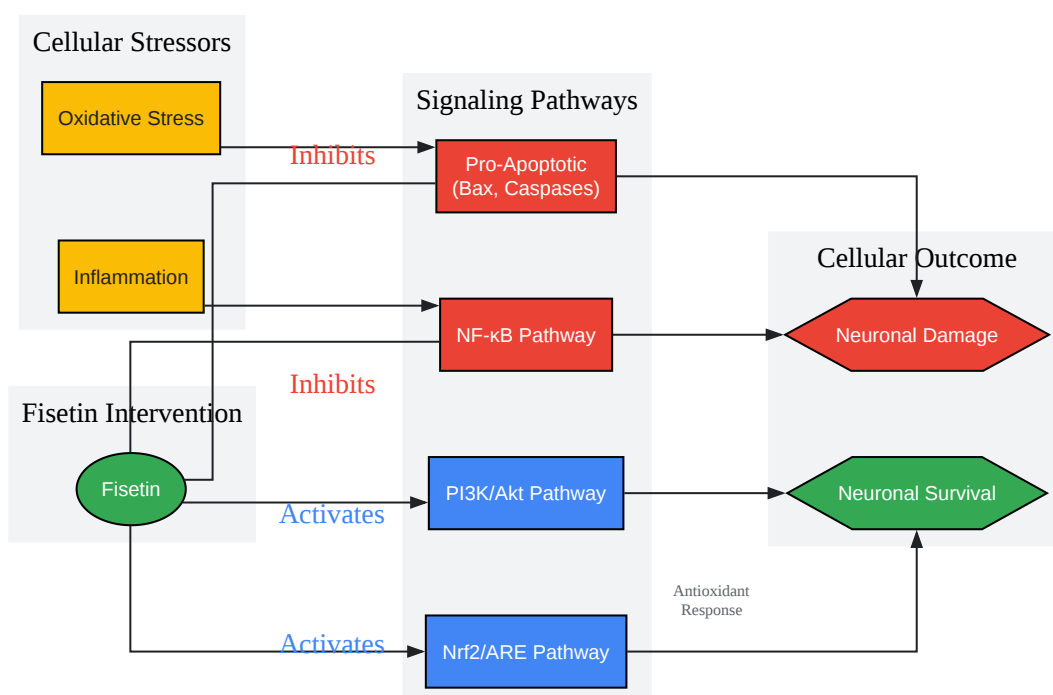 Cellular Stressors
Oxidative Stress
Inflammation
Fisetin Intervention
Fisetin
Inhibits
Inhibits
Activates
Activates
Signaling Pathways
Pro-Apoptotic
(Bax, Caspases)
NF-κB Pathway
PI3K/Akt Pathway
Nrf2/ARE Pathway
Antioxidant
Response
Cellular Outcome
Neuronal Damage
Neuronal Survival